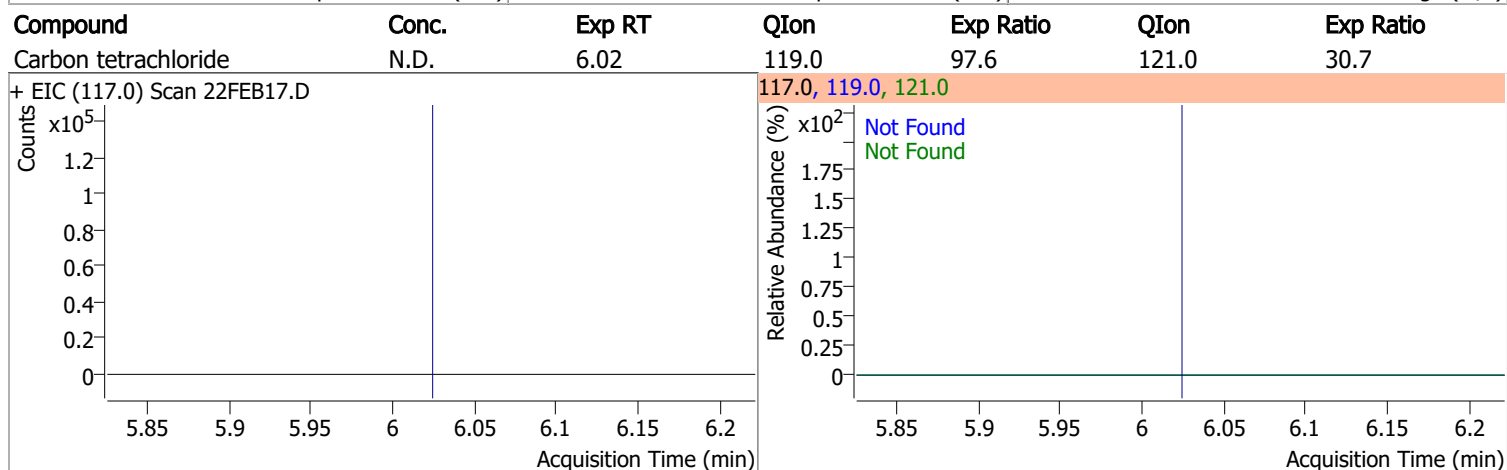 Compound Conc. Exp RT QIon Exp Ratio QIon Exp Ratio
Carbon tetrachloride N.D. 6.02 119.0 97.6 121.0 30.7
+ EIC (117.0) Scan 22FEB17.D
Counts
x10^5
1.2
1
0.8
0.6
0.4
0.2
0
5.85 5.9 5.95 6 6.05 6.1 6.15 6.2
Acquisition Time (min)
117.0, 119.0, 121.0
Relative Abundance (%)
x10^2
Not Found
Not Found
1.75
1.5
1.25
1
0.75
0.5
0.25
0
5.85 5.9 5.95 6 6.05 6.1 6.15 6.2
Acquisition Time (min)